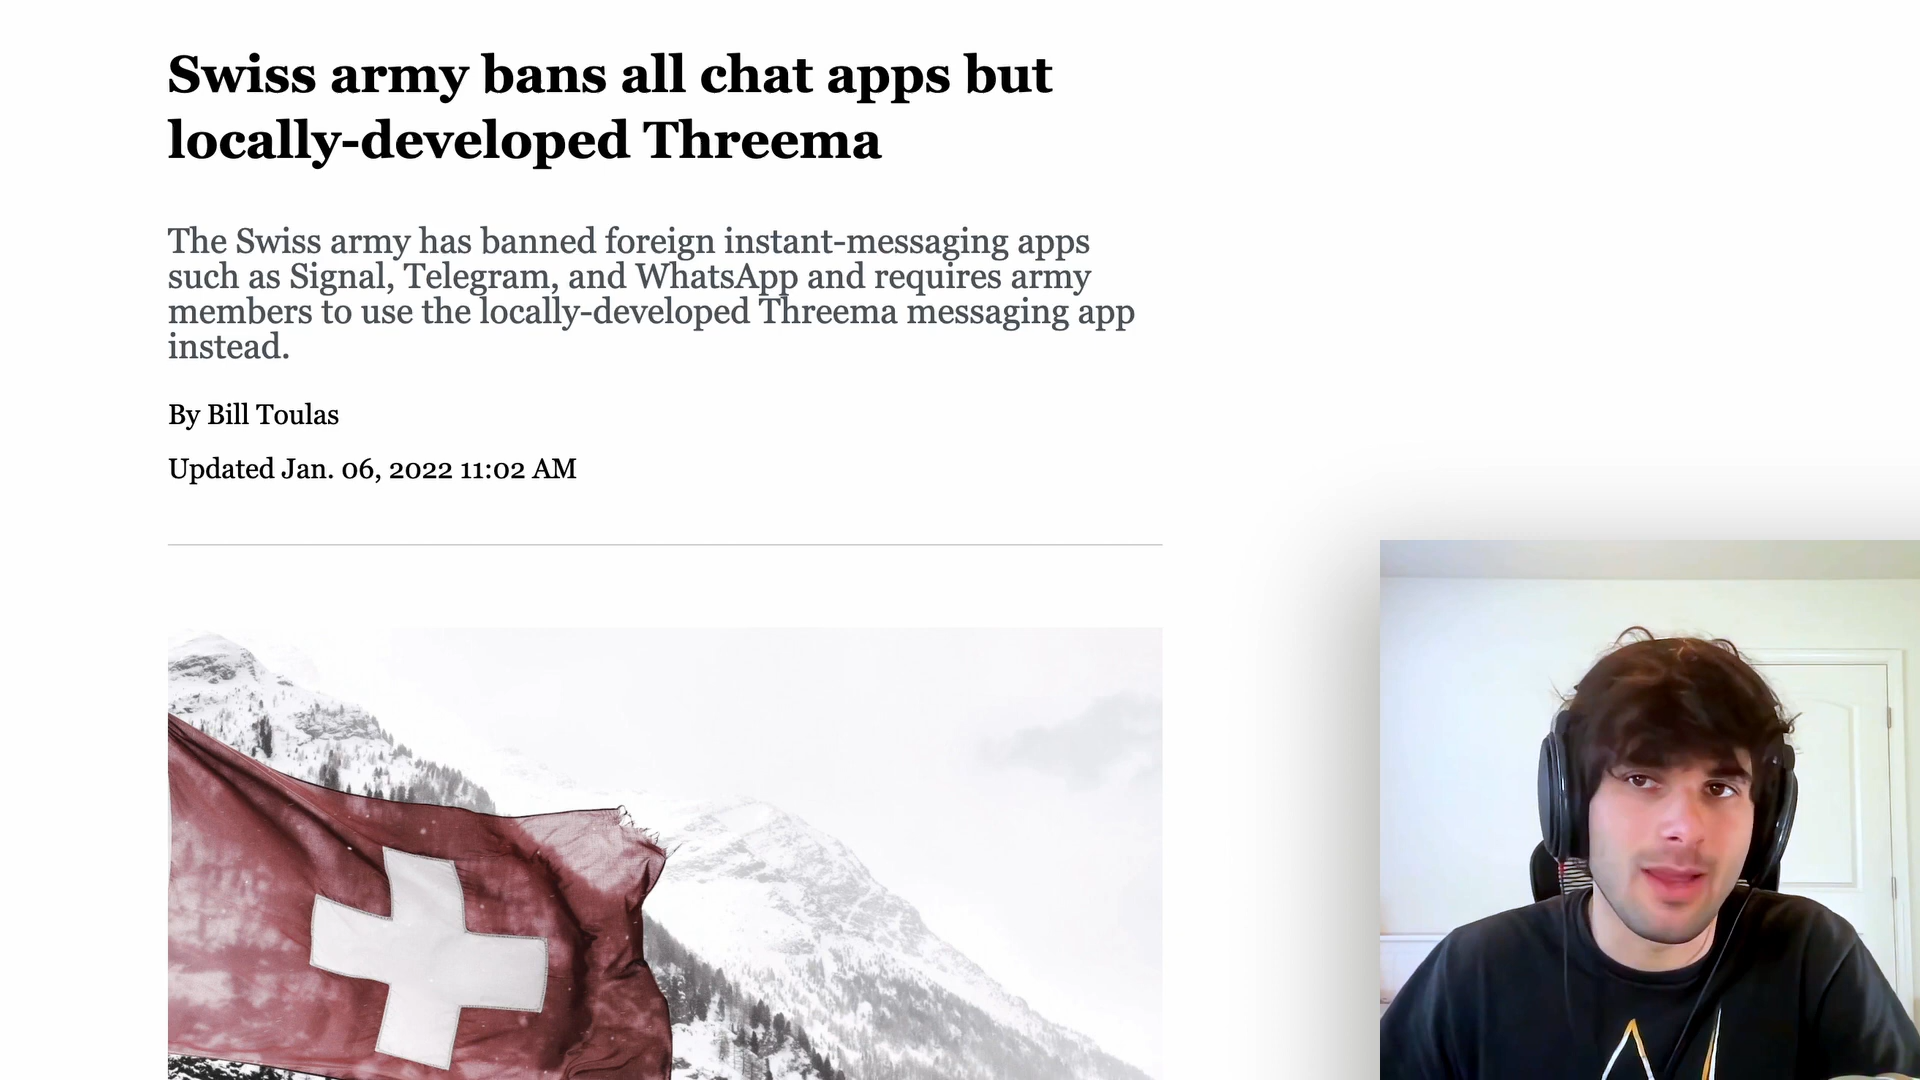 Swiss army bans all chat apps but
locally-developed Threema
The Swiss army has banned foreign instant-messaging apps
such as Signal, Telegram, and WhatsApp and requires army
members to use the locally-developed Threema messaging app
instead.
By Bill Toulas
Updated Jan. 06, 2022 11:02 AM